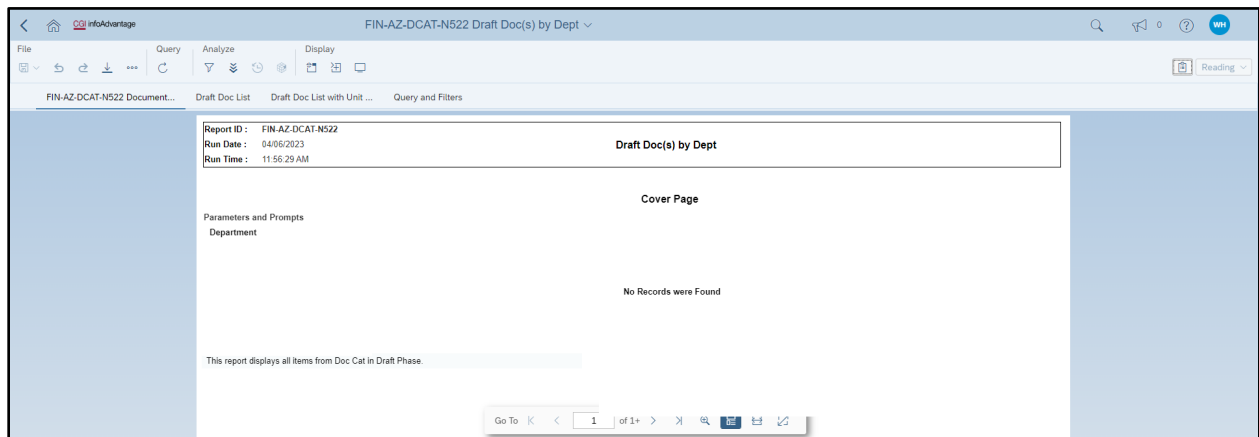 CGI infoAdvantage
FIN-AZ-DCAT-N522 Draft Doc(s) by Dept
0
WH
File Query Analyze Display
Reading
FIN-AZ-DCAT-N522 Document... Draft Doc List Draft Doc List with Unit ... Query and Filters
Report ID : FIN-AZ-DCAT-N522
Run Date : 04/06/2023 Draft Doc(s) by Dept
Run Time : 11:56:29 AM
Cover Page
Parameters and Prompts
Department
No Records were Found
This report displays all items from Doc Cat in Draft Phase.
Go To 1 of 1+